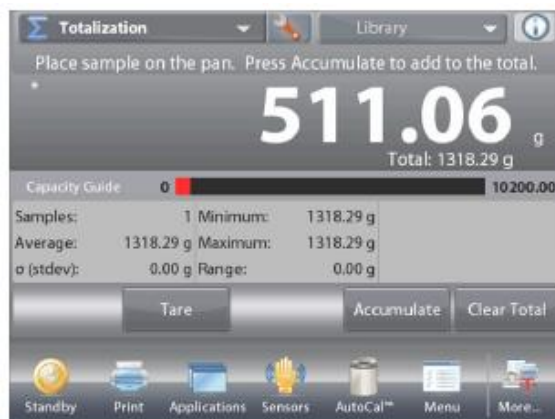 Σ Totalization Library i
Place sample on the pan. Press Accumulate to add to the total.
*
511.06 g
Total: 1318.29 g
Capacity Guide 0 10200.00
Samples: 1 Minimum: 1318.29 g
Average: 1318.29 g Maximum: 1318.29 g
σ (stdev): 0.00 g Range: 0.00 g
Tare Accumulate Clear Total
Standby Print Applications Sensors AutoCal™ Menu More...